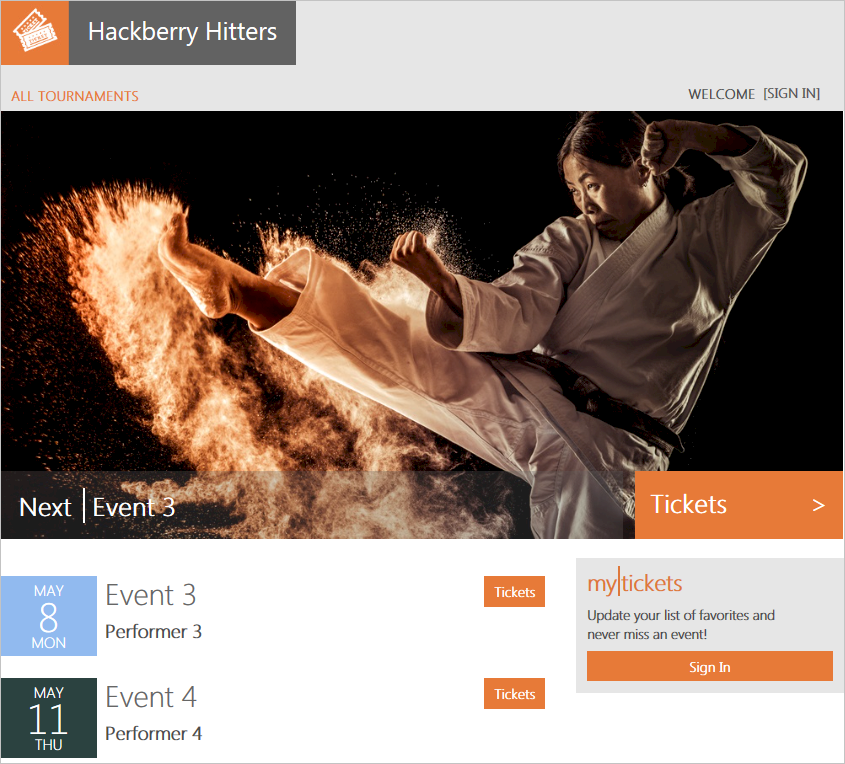 Hackberry Hitters
ALL TOURNAMENTS
WELCOME [SIGN IN]
Next Event 3
Tickets >
MAY
8
MON
Event 3
Performer 3
Tickets
MAY
11
THU
Event 4
Performer 4
Tickets
my tickets
Update your list of favorites and
never miss an event!
Sign In